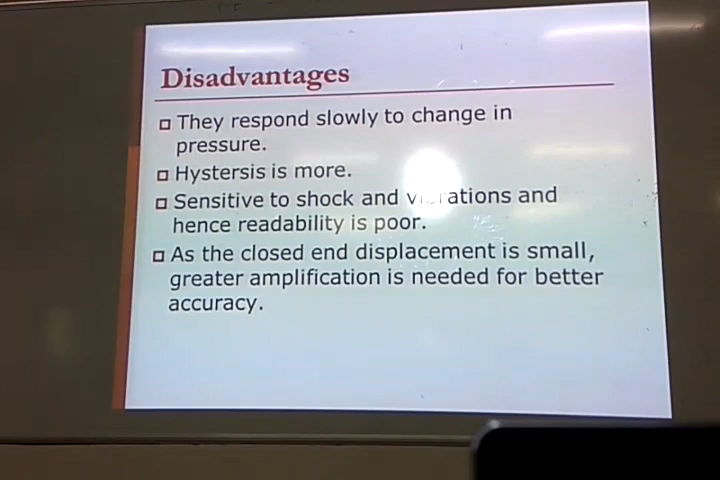 Disadvantages
They respond slowly to change in
pressure.
Hystersis is more.
Sensitive to shock and vibrations and
hence readability is poor.
As the closed end displacement is small,
greater amplification is needed for better
accuracy.